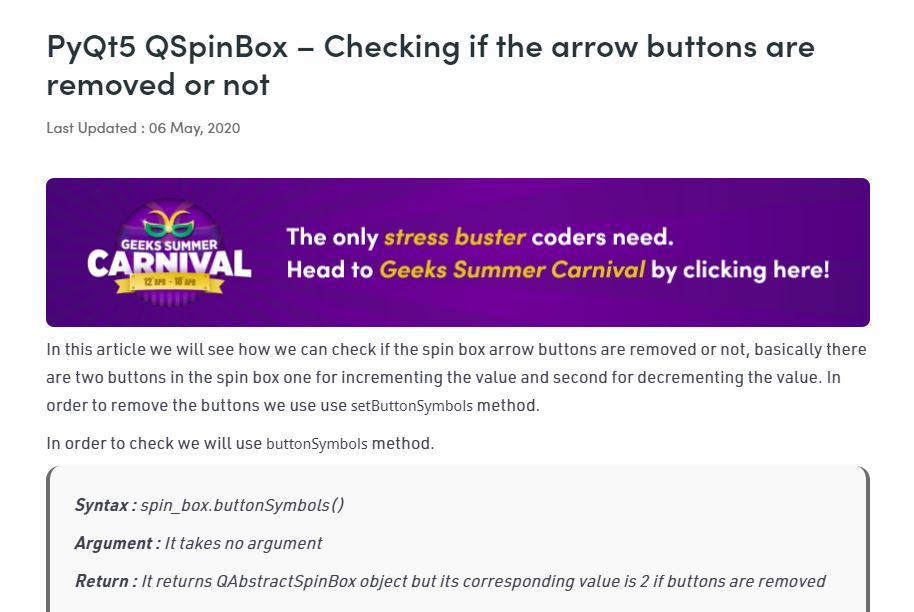 PyQt5 QSpinBox – Checking if the arrow buttons are
removed or not
Last Updated : 06 May, 2020
GEEKS SUMMER
CARNIVAL
12 APR - 16 APR
The only stress buster coders need.
Head to Geeks Summer Carnival by clicking here!
In this article we will see how we can check if the spin box arrow buttons are removed or not, basically there
are two buttons in the spin box one for incrementing the value and second for decrementing the value. In
order to remove the buttons we use use setButtonSymbols method.
In order to check we will use buttonSymbols method.
Syntax : spin_box.buttonSymbols()
Argument : It takes no argument
Return : It returns QAbstractSpinBox object but its corresponding value is 2 if buttons are removed